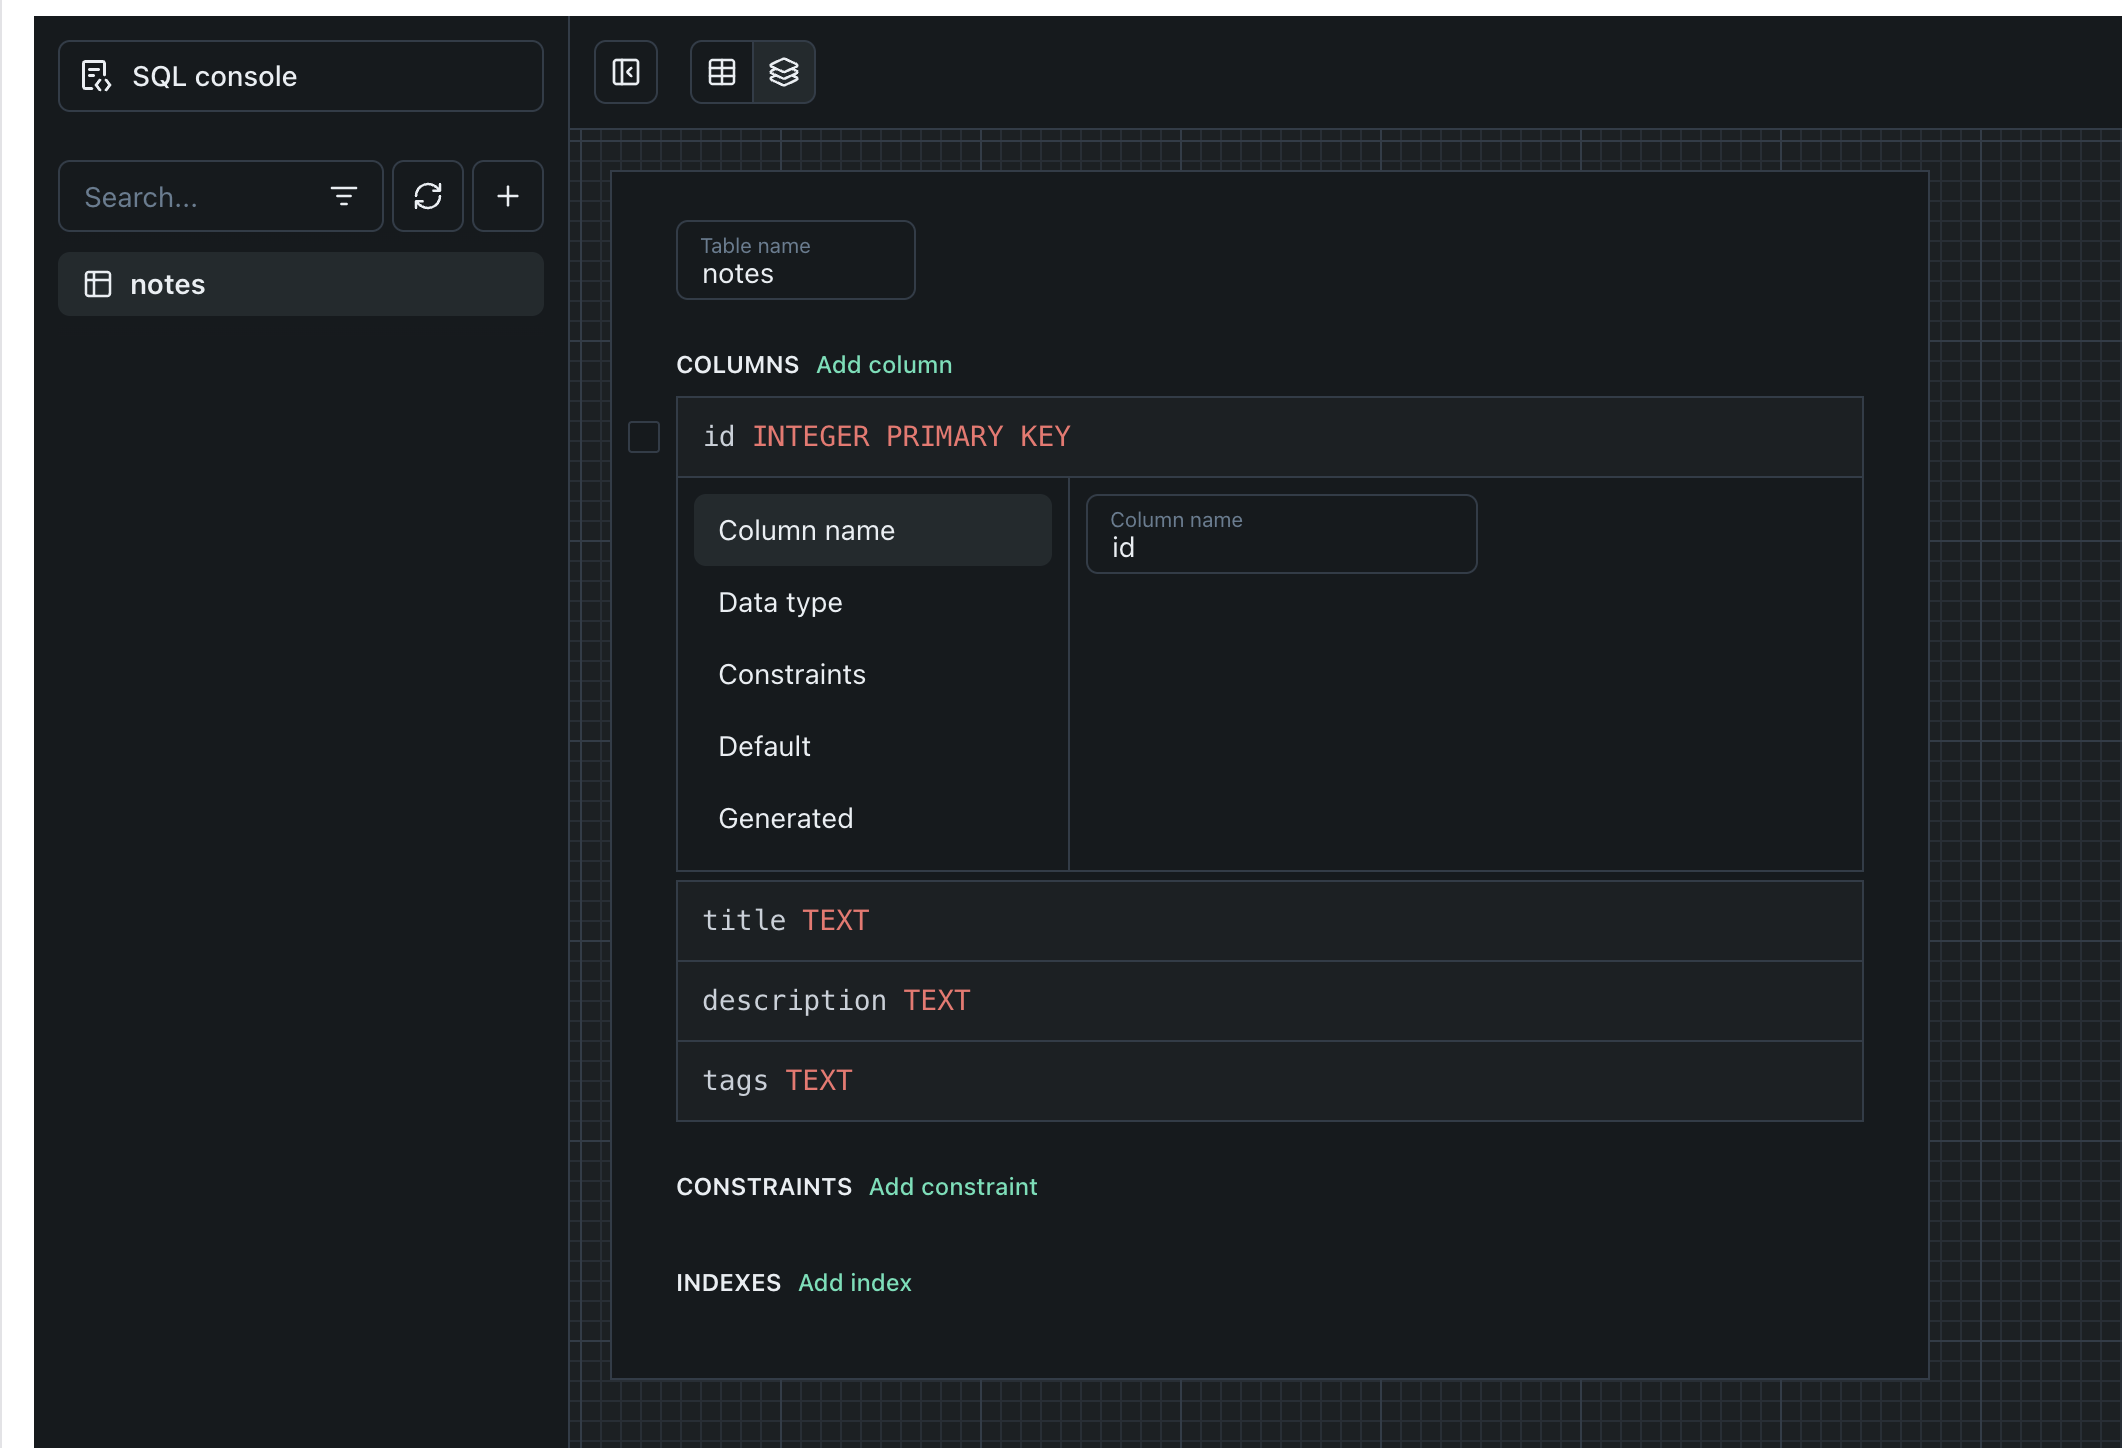 SQL console
Search...
notes
Table name
notes
COLUMNS Add column
id INTEGER PRIMARY KEY
Column name
Data type
Constraints
Default
Generated
Column name
id
title TEXT
description TEXT
tags TEXT
CONSTRAINTS Add constraint
INDEXES Add index